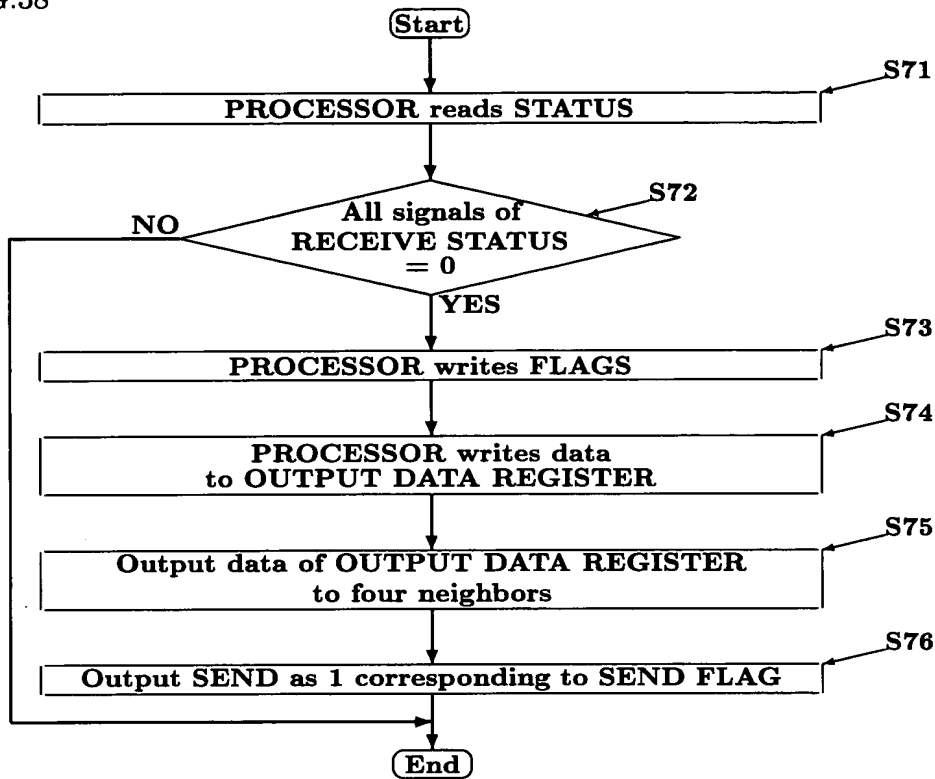 Start
S71
PROCESSOR reads STATUS
S72
All signals of
RECEIVE STATUS
= 0
NO
YES
S73
PROCESSOR writes FLAGS
S74
PROCESSOR writes data
to OUTPUT DATA REGISTER
S75
Output data of OUTPUT DATA REGISTER
to four neighbors
S76
Output SEND as 1 corresponding to SEND FLAG
End